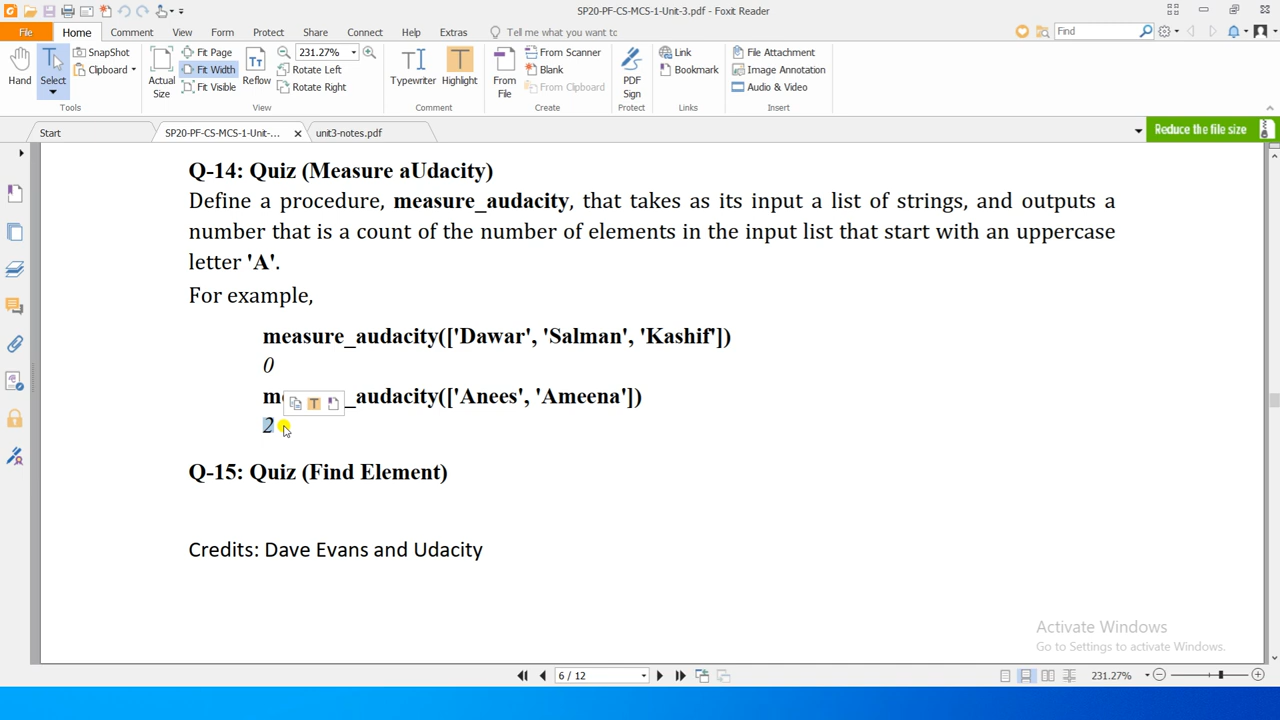 SP20-PF-CS-MCS-1-Unit-3.pdf - Foxit Reader
File Home Comment View Form Protect Share Connect Help Extras Tell me what you want tc Find
Hand Select SnapShot Clipboard Actual Size Fit Page Fit Width Fit Visible Reflow 231.27% Rotate Left Rotate Right Typewriter Highlight From File From Scanner Blank From Clipboard PDF Sign Link Bookmark File Attachment Image Annotation Audio & Video
Tools View Comment Create Protect Links Insert
Start SP20-PF-CS-MCS-1-Unit-... unit3-notes.pdf Reduce the file size
Q-14: Quiz (Measure aUdacity)
Define a procedure, measure_audacity, that takes as its input a list of strings, and outputs a
number that is a count of the number of elements in the input list that start with an uppercase
letter 'A'.
For example,
measure_audacity(['Dawar', 'Salman', 'Kashif'])
0
_audacity(['Anees', 'Ameena'])
2
Q-15: Quiz (Find Element)
Credits: Dave Evans and Udacity
Activate Windows
Go to Settings to activate Windows.
6 / 12 231.27%